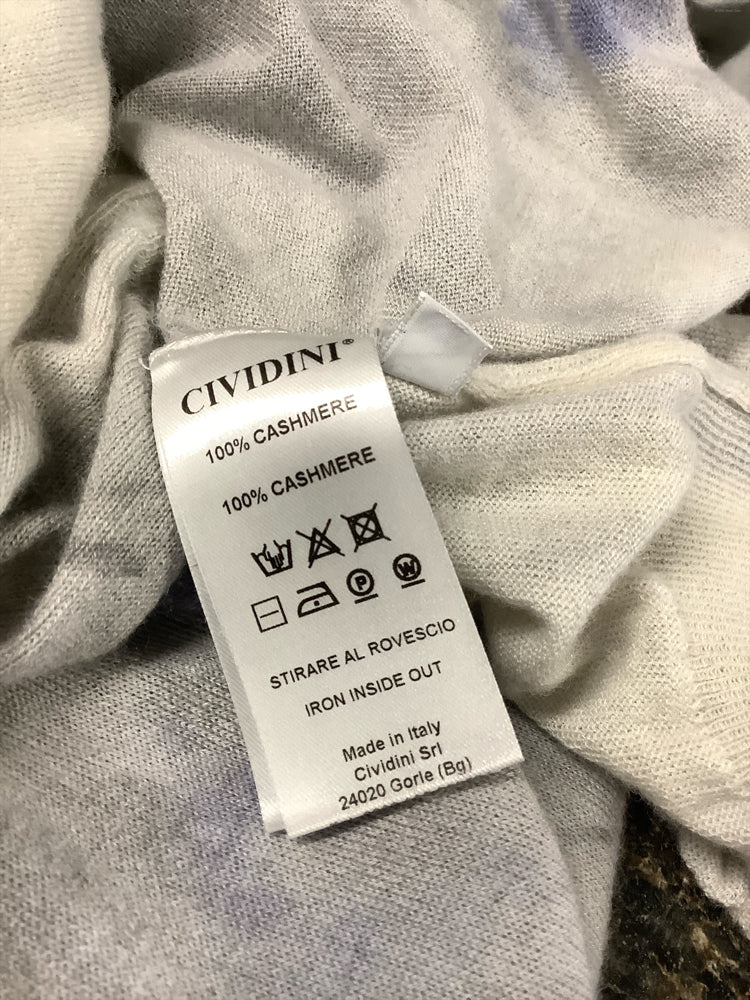 CIVIDINI®
100% CASHMERE
100% CASHMERE
P W
STIRARE AL ROVESCIO
IRON INSIDE OUT
Made in Italy
Cividini Srl
24020 Gorle (Bg)